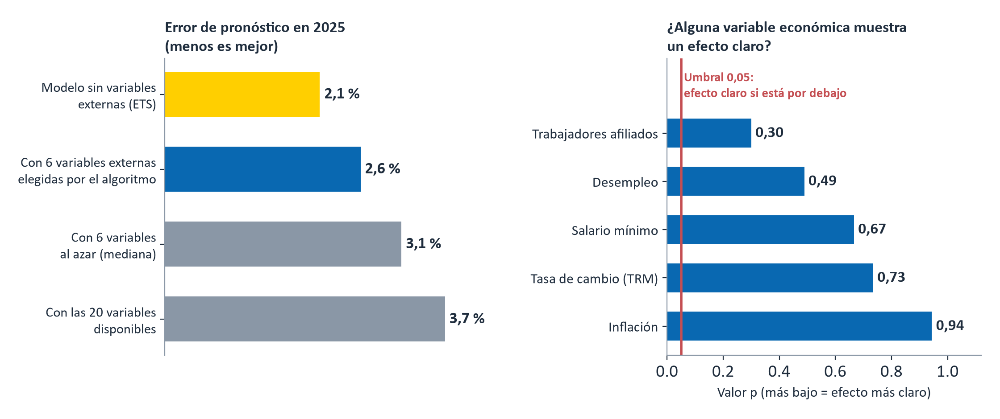 Error de pronóstico en 2025
(menos es mejor)
Modelo sin variables
externas (ETS)
2,1 %
Con 6 variables externas
elegidas por el algoritmo
2,6 %
Con 6 variables
al azar (mediana)
3,1 %
Con las 20 variables
disponibles
3,7 %
¿Alguna variable económica muestra
un efecto claro?
Umbral 0,05:
efecto claro si está por debajo
Trabajadores afiliados
0,30
Desempleo
0,49
Salario mínimo
0,67
Tasa de cambio (TRM)
0,73
Inflación
0,94
0.0 0.2 0.4 0.6 0.8 1.0
Valor p (más bajo = efecto más claro)